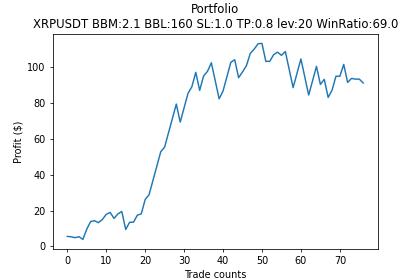 Portfolio
XRPUSDT BBM:2.1 BBL:160 SL:1.0 TP:0.8 lev:20 WinRatio:69.0
100
80
60
40
20
0
Profit ($)
0 10 20 30 40 50 60 70
Trade counts